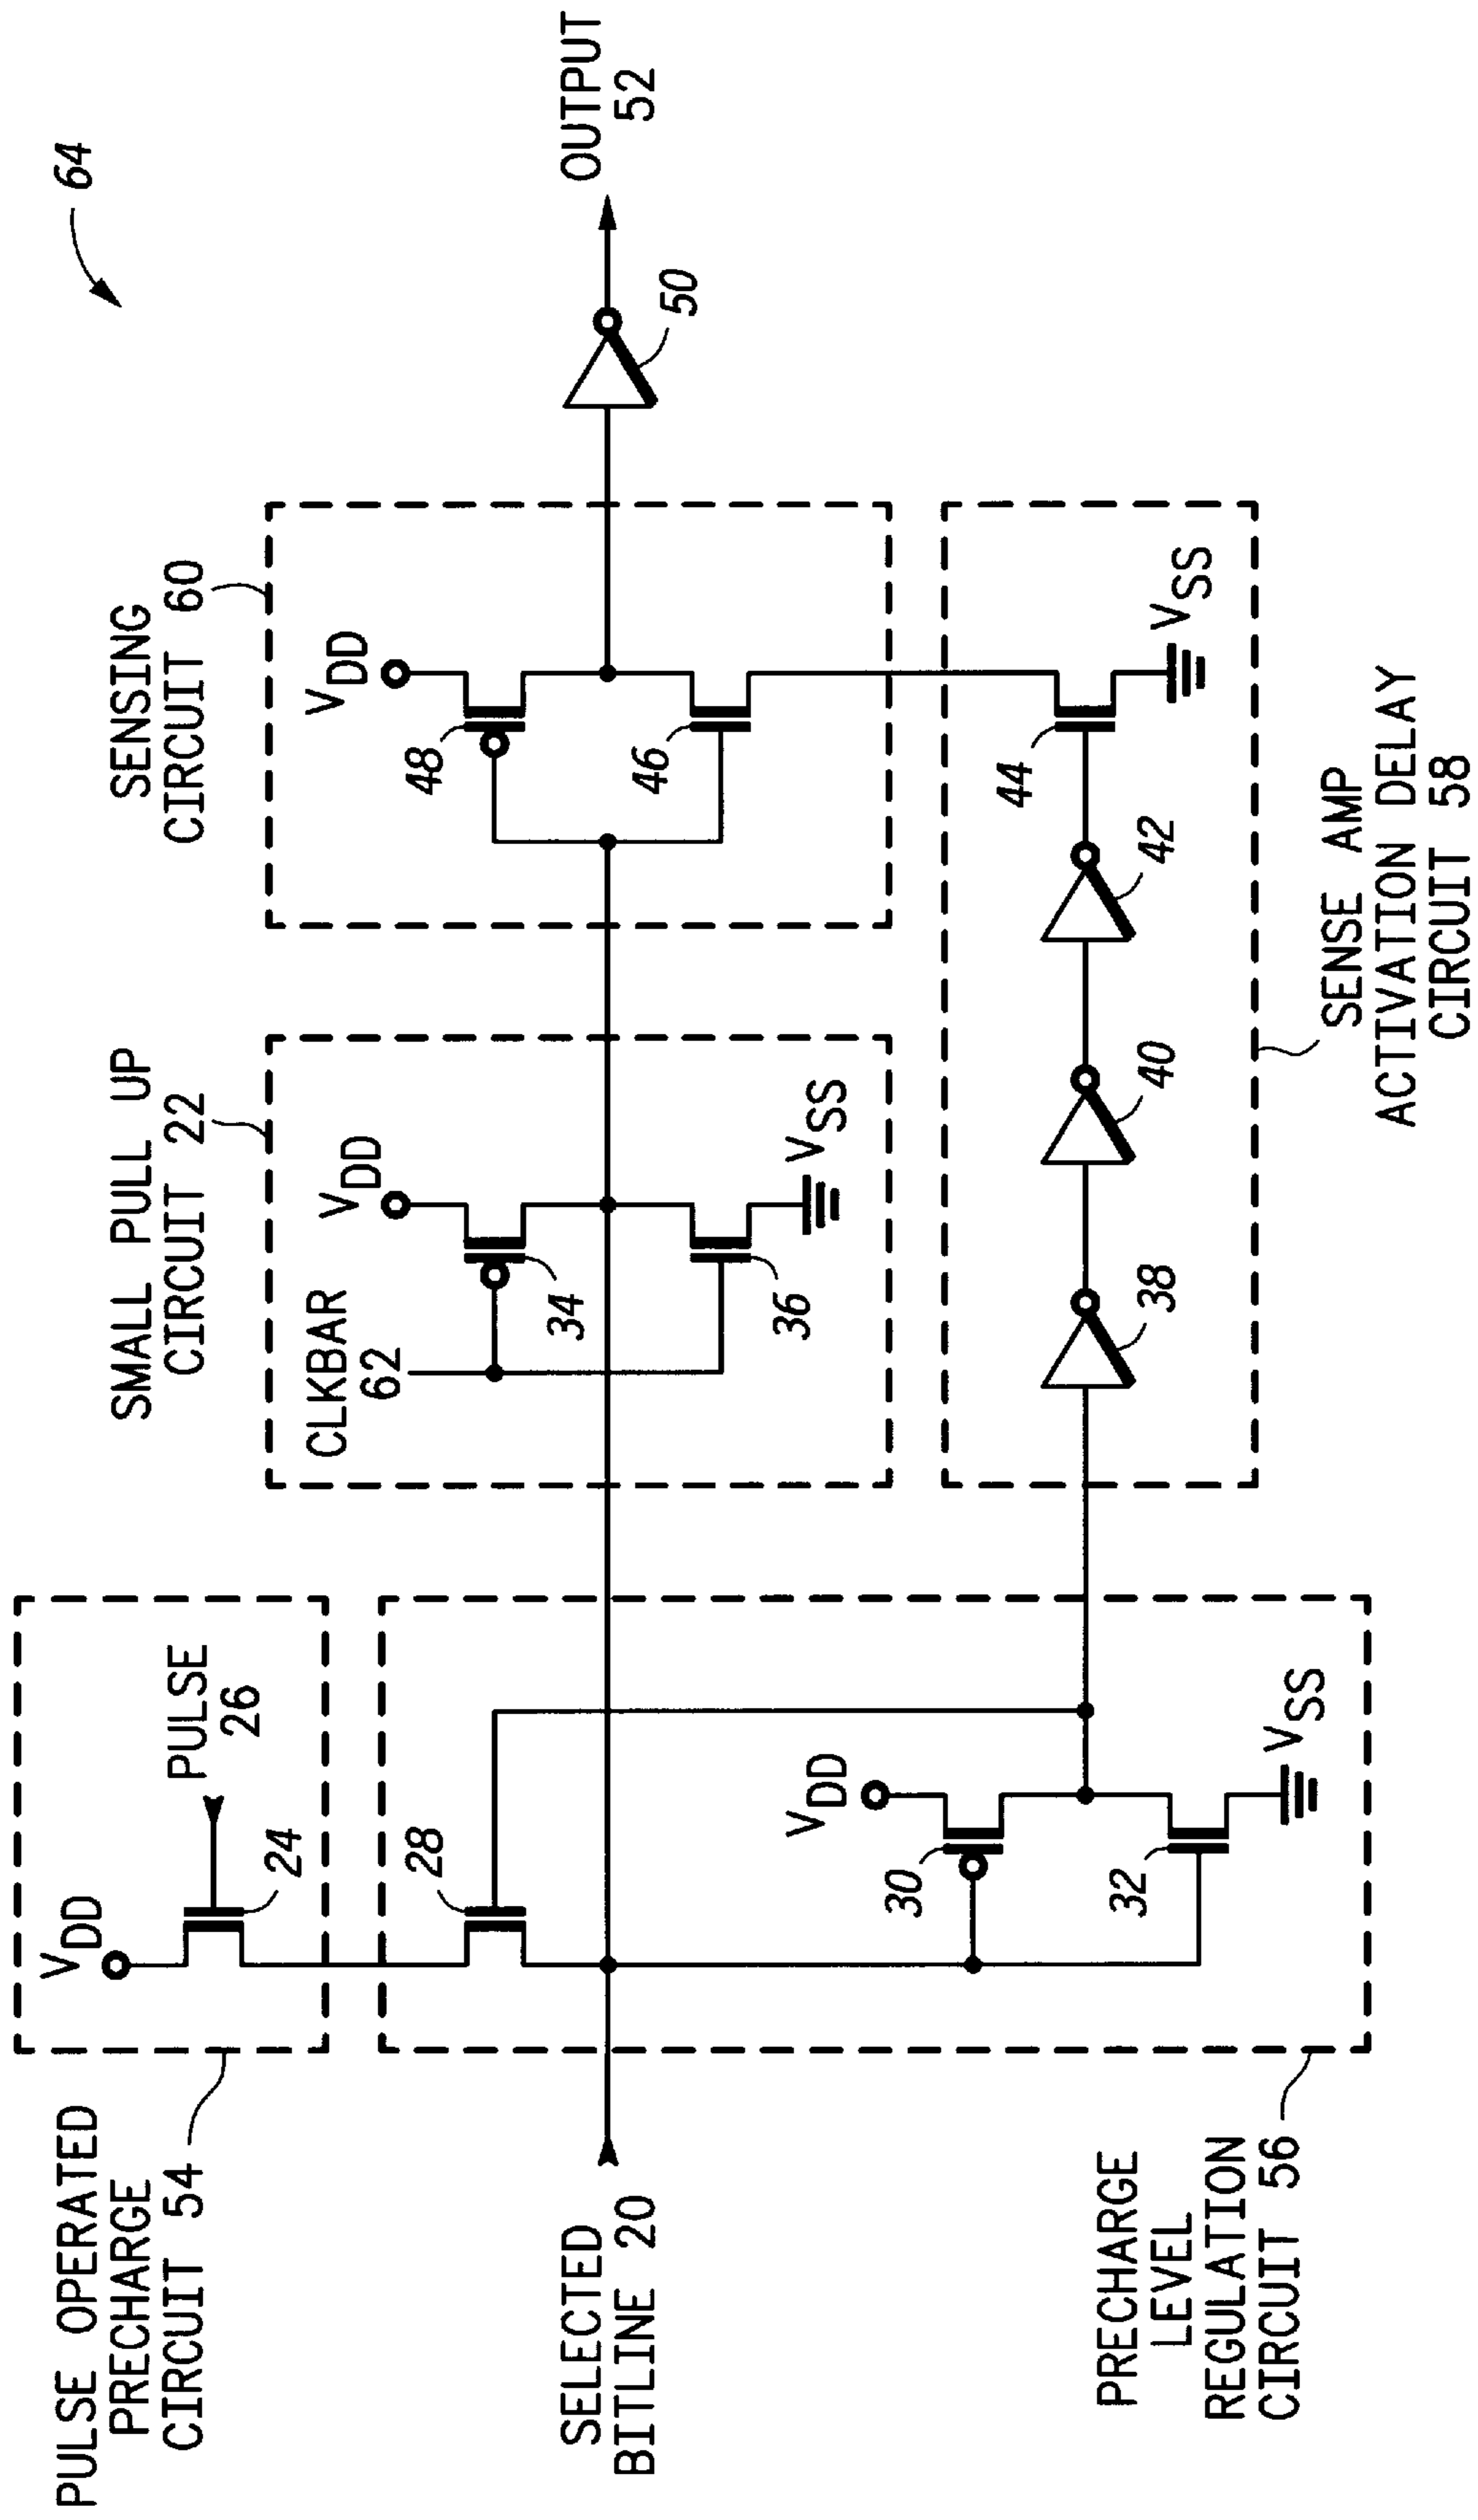 64
PULSE OPERATED
PRECHARGE
CIRCUIT 54
VDD
PULSE
26
24
SMALL PULL UP
CIRCUIT 22
SENSING
CIRCUIT 60
28
CLKBAR
62
VDD
34
36
VSS
VDD
48
46
SELECTED
BITLINE 20
50
OUTPUT
52
PRECHARGE
LEVEL
REGULATION
CIRCUIT 56
VDD
30
32
VSS
38
40
42
44
VSS
SENSE AMP
ACTIVATION DELAY
CIRCUIT 58